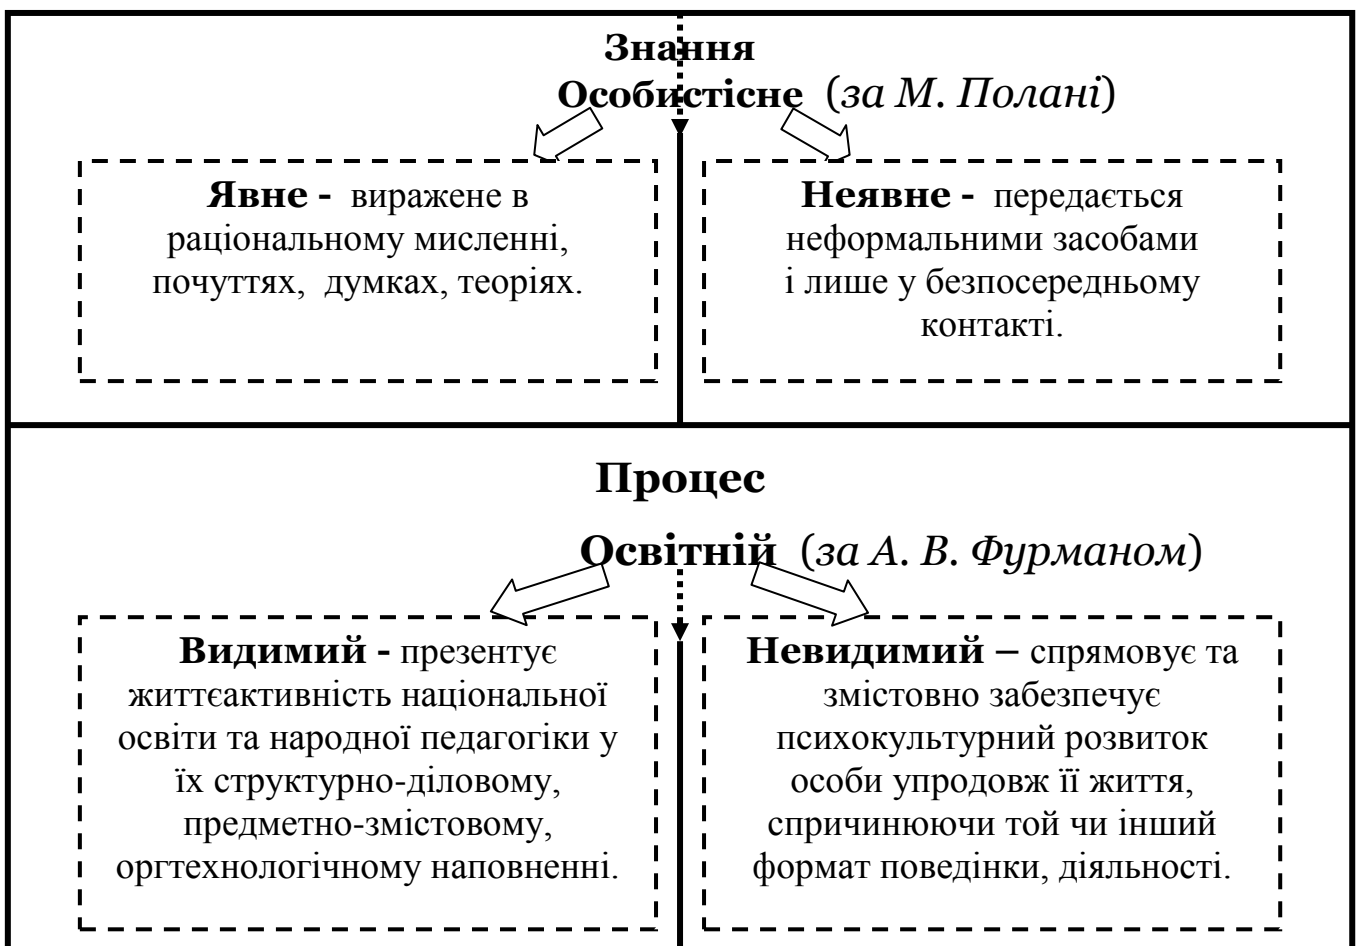 Знання
Особистісне (за М. Полані)
Явне - виражене в
раціональному мисленні,
почуттях, думках, теоріях.
Неявне - передається
неформальними засобами
і лише у безпосередньому
контакті.
Процес
Освітній (за А. В. Фурманом)
Видимий - презентує
життєактивність національної
освіти та народної педагогіки у
їх структурно-діловому,
предметно-змістовому,
оргтехнологічному наповненні.
Невидимий – спрямовує та
змістовно забезпечує
психокультурний розвиток
особи упродовж її життя,
спричинюючи той чи інший
формат поведінки, діяльності.